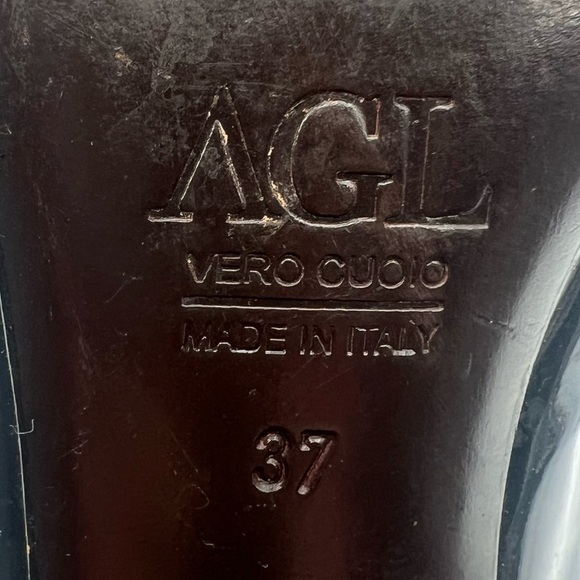 AGL
VERO CUOIO
MADE IN ITALY
37